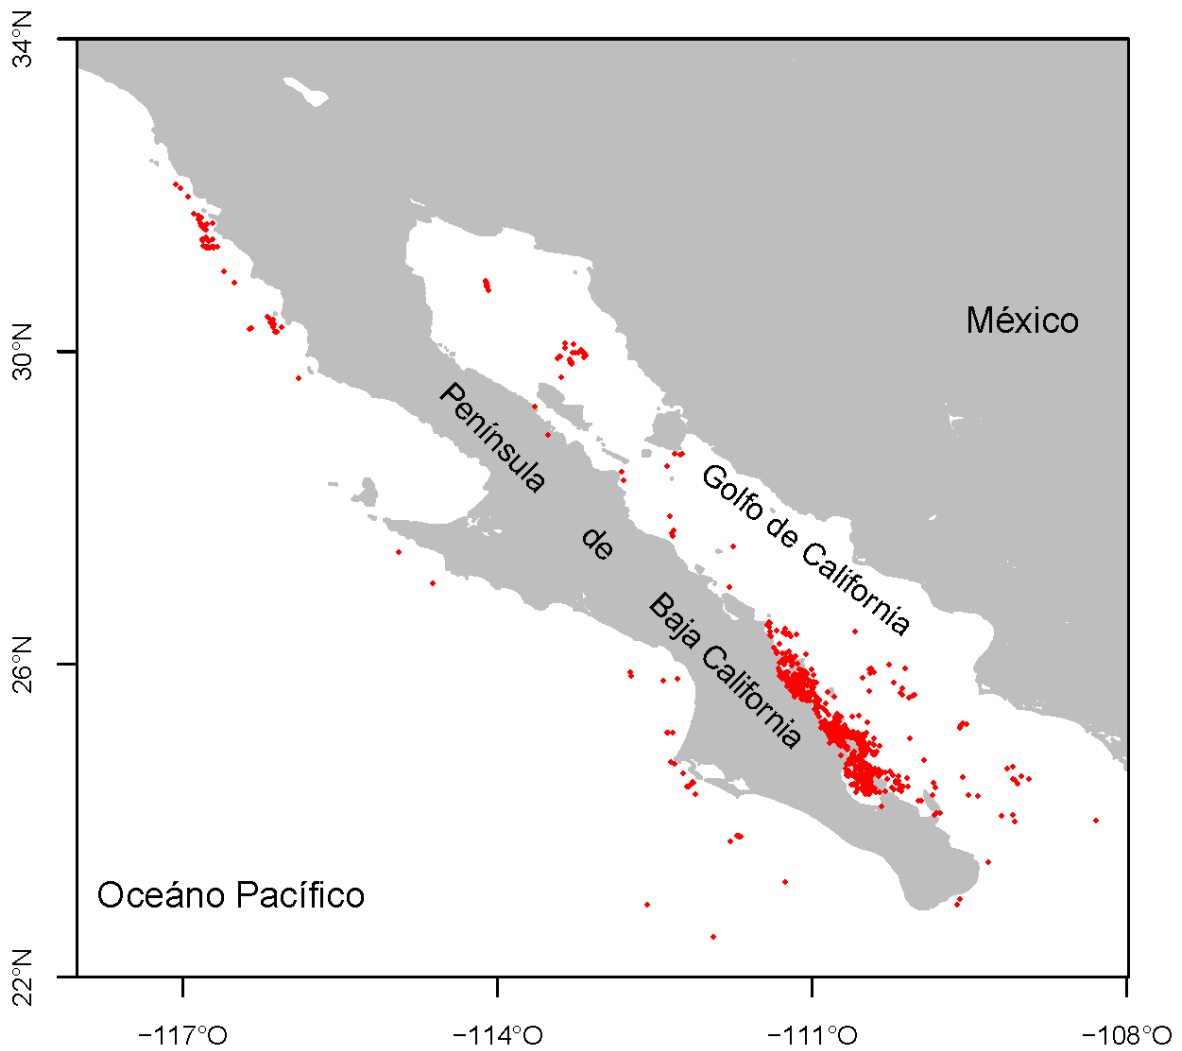 34°N
México
30°N
Península
de
Baja California
Golfo de California
26°N
Oceáno Pacífico
22°N
−117°O
−114°O
−111°O
−108°O